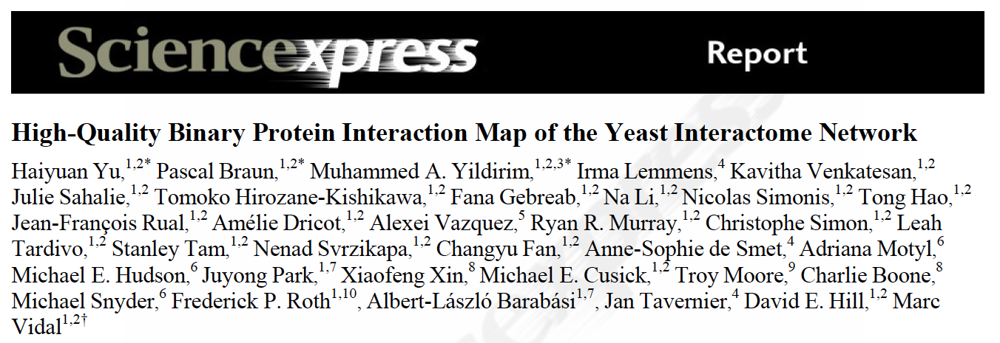 Sciencexpress Report
High-Quality Binary Protein Interaction Map of the Yeast Interactome Network
Haiyuan Yu,1,2* Pascal Braun,1,2* Muhammed A. Yildirim,1,2,3* Irma Lemmens,4 Kavitha Venkatesan,1,2
Julie Sahalie,1,2 Tomoko Hirozane-Kishikawa,1,2 Fana Gebreab,1,2 Na Li,1,2 Nicolas Simonis,1,2 Tong Hao,1,2
Jean-François Rual,1,2 Amélie Dricot,1,2 Alexei Vazquez,5 Ryan R. Murray,1,2 Christophe Simon,1,2 Leah
Tardivo,1,2 Stanley Tam,1,2 Nenad Svrzikapa,1,2 Changyu Fan,1,2 Anne-Sophie de Smet,4 Adriana Motyl,6
Michael E. Hudson,6 Juyong Park,1,7 Xiaofeng Xin,8 Michael E. Cusick,1,2 Troy Moore,9 Charlie Boone,8
Michael Snyder,6 Frederick P. Roth1,10, Albert-László Barabási1,7, Jan Tavernier,4 David E. Hill,1,2 Marc
Vidal1,2†